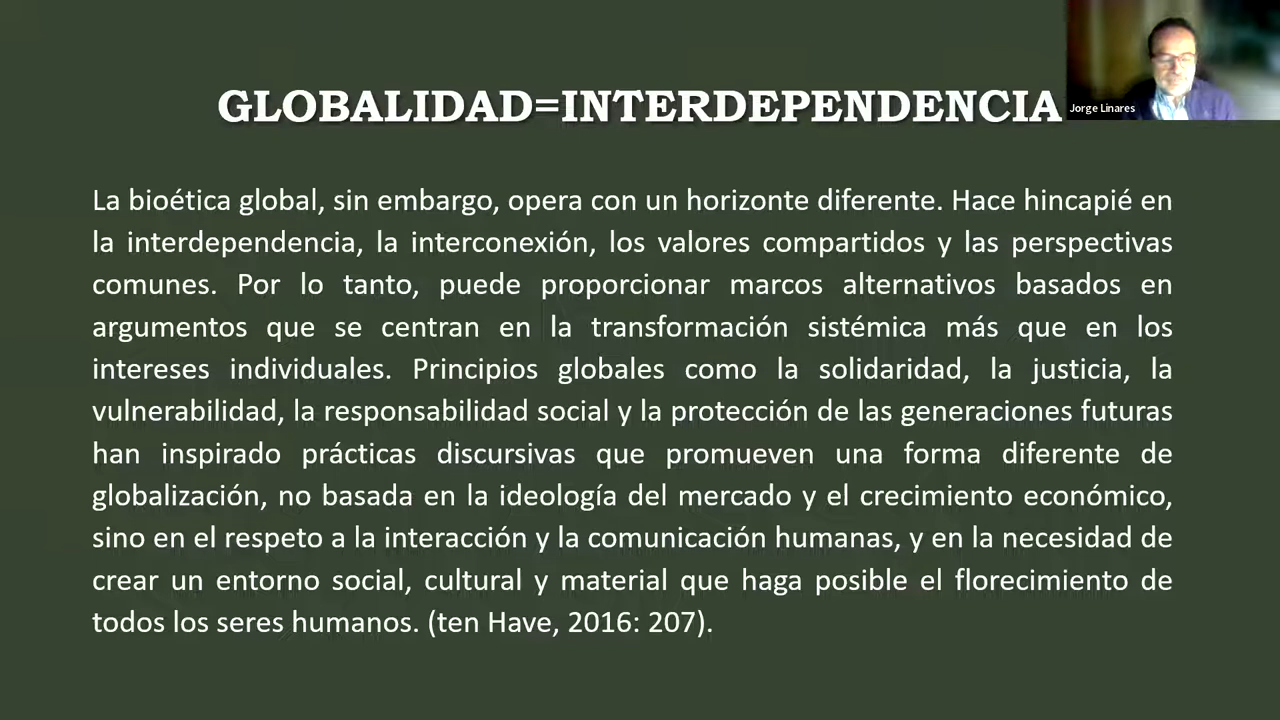 GLOBALIDAD=INTERDEPENDENCIA
Jorge Linares
La bioética global, sin embargo, opera con un horizonte diferente. Hace hincapié en
la interdependencia, la interconexión, los valores compartidos y las perspectivas
comunes. Por lo tanto, puede proporcionar marcos alternativos basados en
argumentos que se centran en la transformación sistémica más que en los
intereses individuales. Principios globales como la solidaridad, la justicia, la
vulnerabilidad, la responsabilidad social y la protección de las generaciones futuras
han inspirado prácticas discursivas que promueven una forma diferente de
globalización, no basada en la ideología del mercado y el crecimiento económico,
sino en el respeto a la interacción y la comunicación humanas, y en la necesidad de
crear un entorno social, cultural y material que haga posible el florecimiento de
todos los seres humanos. (ten Have, 2016: 207).